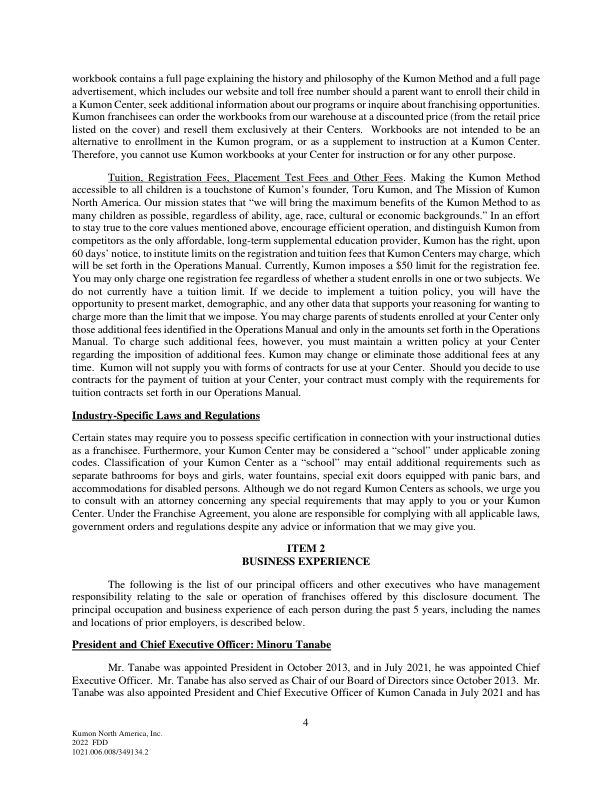 workbook contains a full page explaining the history and philosophy of the Kumon Method and a full page
advertisement, which includes our website and toll free number should a parent want to enroll their child in
a Kumon Center, seek additional information about our programs or inquire about franchising opportunities.
Kumon franchisees can order the workbooks from our warehouse at a discounted price (from the retail price
listed on the cover) and resell them exclusively at their Centers.  Workbooks are not intended to be an
alternative to enrollment in the Kumon program, or as a supplement to instruction at a Kumon Center.
Therefore, you cannot use Kumon workbooks at your Center for instruction or for any other purpose.
Tuition, Registration Fees, Placement Test Fees and Other Fees. Making the Kumon Method
accessible to all children is a touchstone of Kumon's founder, Toru Kumon, and The Mission of Kumon
North America. Our mission states that "we will bring the maximum benefits of the Kumon Method to as
many children as possible, regardless of ability, age, race, cultural or economic backgrounds." In an effort
to stay true to the core values mentioned above, encourage efficient operation, and distinguish Kumon from
competitors as the only affordable, long-term supplemental education provider, Kumon has the right, upon
60 days' notice, to institute limits on the registration and tuition fees that Kumon Centers may charge, which
will be set forth in the Operations Manual. Currently, Kumon imposes a $50 limit for the registration fee.
You may only charge one registration fee regardless of whether a student enrolls in one or two subjects. We
do not currently have a tuition limit. If we decide to implement a tuition policy, you will have the
opportunity to present market, demographic, and any other data that supports your reasoning for wanting to
charge more than the limit that we impose. You may charge parents of students enrolled at your Center only
those additional fees identified in the Operations Manual and only in the amounts set forth in the Operations
Manual. To charge such additional fees, however, you must maintain a written policy at your Center
regarding the imposition of additional fees. Kumon may change or eliminate those additional fees at any
time.  Kumon will not supply you with forms of contracts for use at your Center.  Should you decide to use
contracts for the payment of tuition at your Center, your contract must comply with the requirements for
tuition contracts set forth in our Operations Manual.
Industry-Specific Laws and Regulations
Certain states may require you to possess specific certification in connection with your instructional duties
as a franchisee. Furthermore, your Kumon Center may be considered a "school" under applicable zoning
codes. Classification of your Kumon Center as a "school" may entail additional requirements such as
separate bathrooms for boys and girls, water fountains, special exit doors equipped with panic bars, and
accommodations for disabled persons. Although we do not regard Kumon Centers as schools, we urge you
to consult with an attorney concerning any special requirements that may apply to you or your Kumon
Center. Under the Franchise Agreement, you alone are responsible for complying with all applicable laws,
government orders and regulations despite any advice or information that we may give you.
ITEM 2
BUSINESS EXPERIENCE
The following is the list of our principal officers and other executives who have management
responsibility relating to the sale or operation of franchises offered by this disclosure document. The
principal occupation and business experience of each person during the past 5 years, including the names
and locations of prior employers, is described below.
President and Chief Executive Officer: Minoru Tanabe
Mr. Tanabe was appointed President in October 2013, and in July 2021, he was appointed Chief
Executive Officer.  Mr. Tanabe has also served as Chair of our Board of Directors since October 2013.  Mr.
Tanabe was also appointed President and Chief Executive Officer of Kumon Canada in July 2021 and has
4
Kumon North America, Inc.
2022  FDD
1021.006.008/349134.2